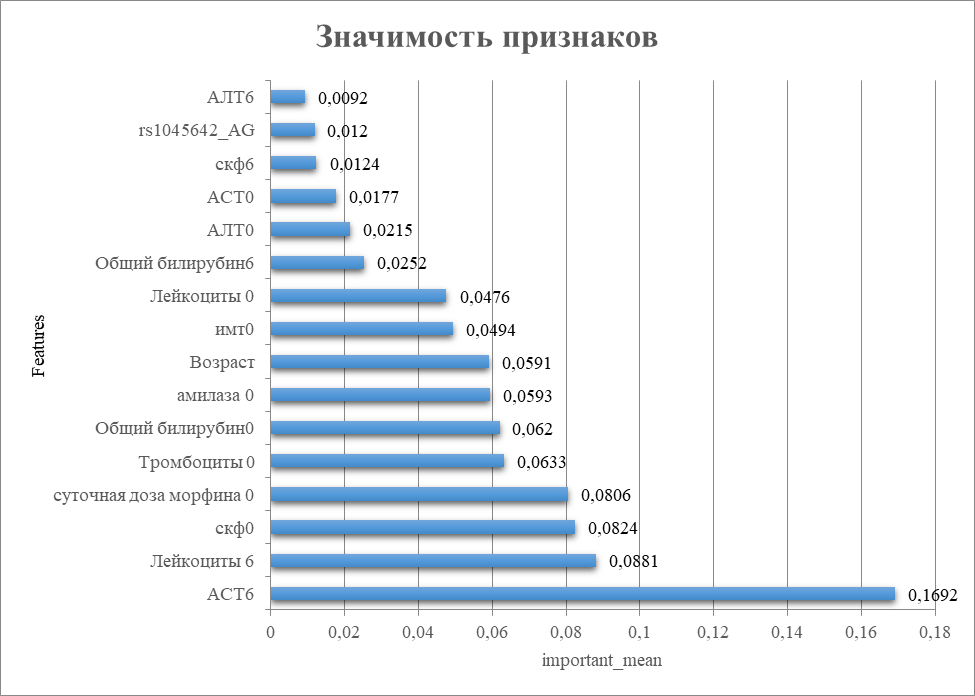 Значимость признаков
АЛТ6 0,0092
rs1045642_AG 0,012
скф6 0,0124
АСТ0 0,0177
АЛТ0 0,0215
Общий билирубин6 0,0252
Лейкоциты 0 0,0476
имт0 0,0494
Возраст 0,0591
амилаза 0 0,0593
Общий билирубин0 0,062
Тромбоциты 0 0,0633
суточная доза морфина 0 0,0806
скф0 0,0824
Лейкоциты 6 0,0881
АСТ6 0,1692
Features
0 0,02 0,04 0,06 0,08 0,1 0,12 0,14 0,16 0,18
important_mean